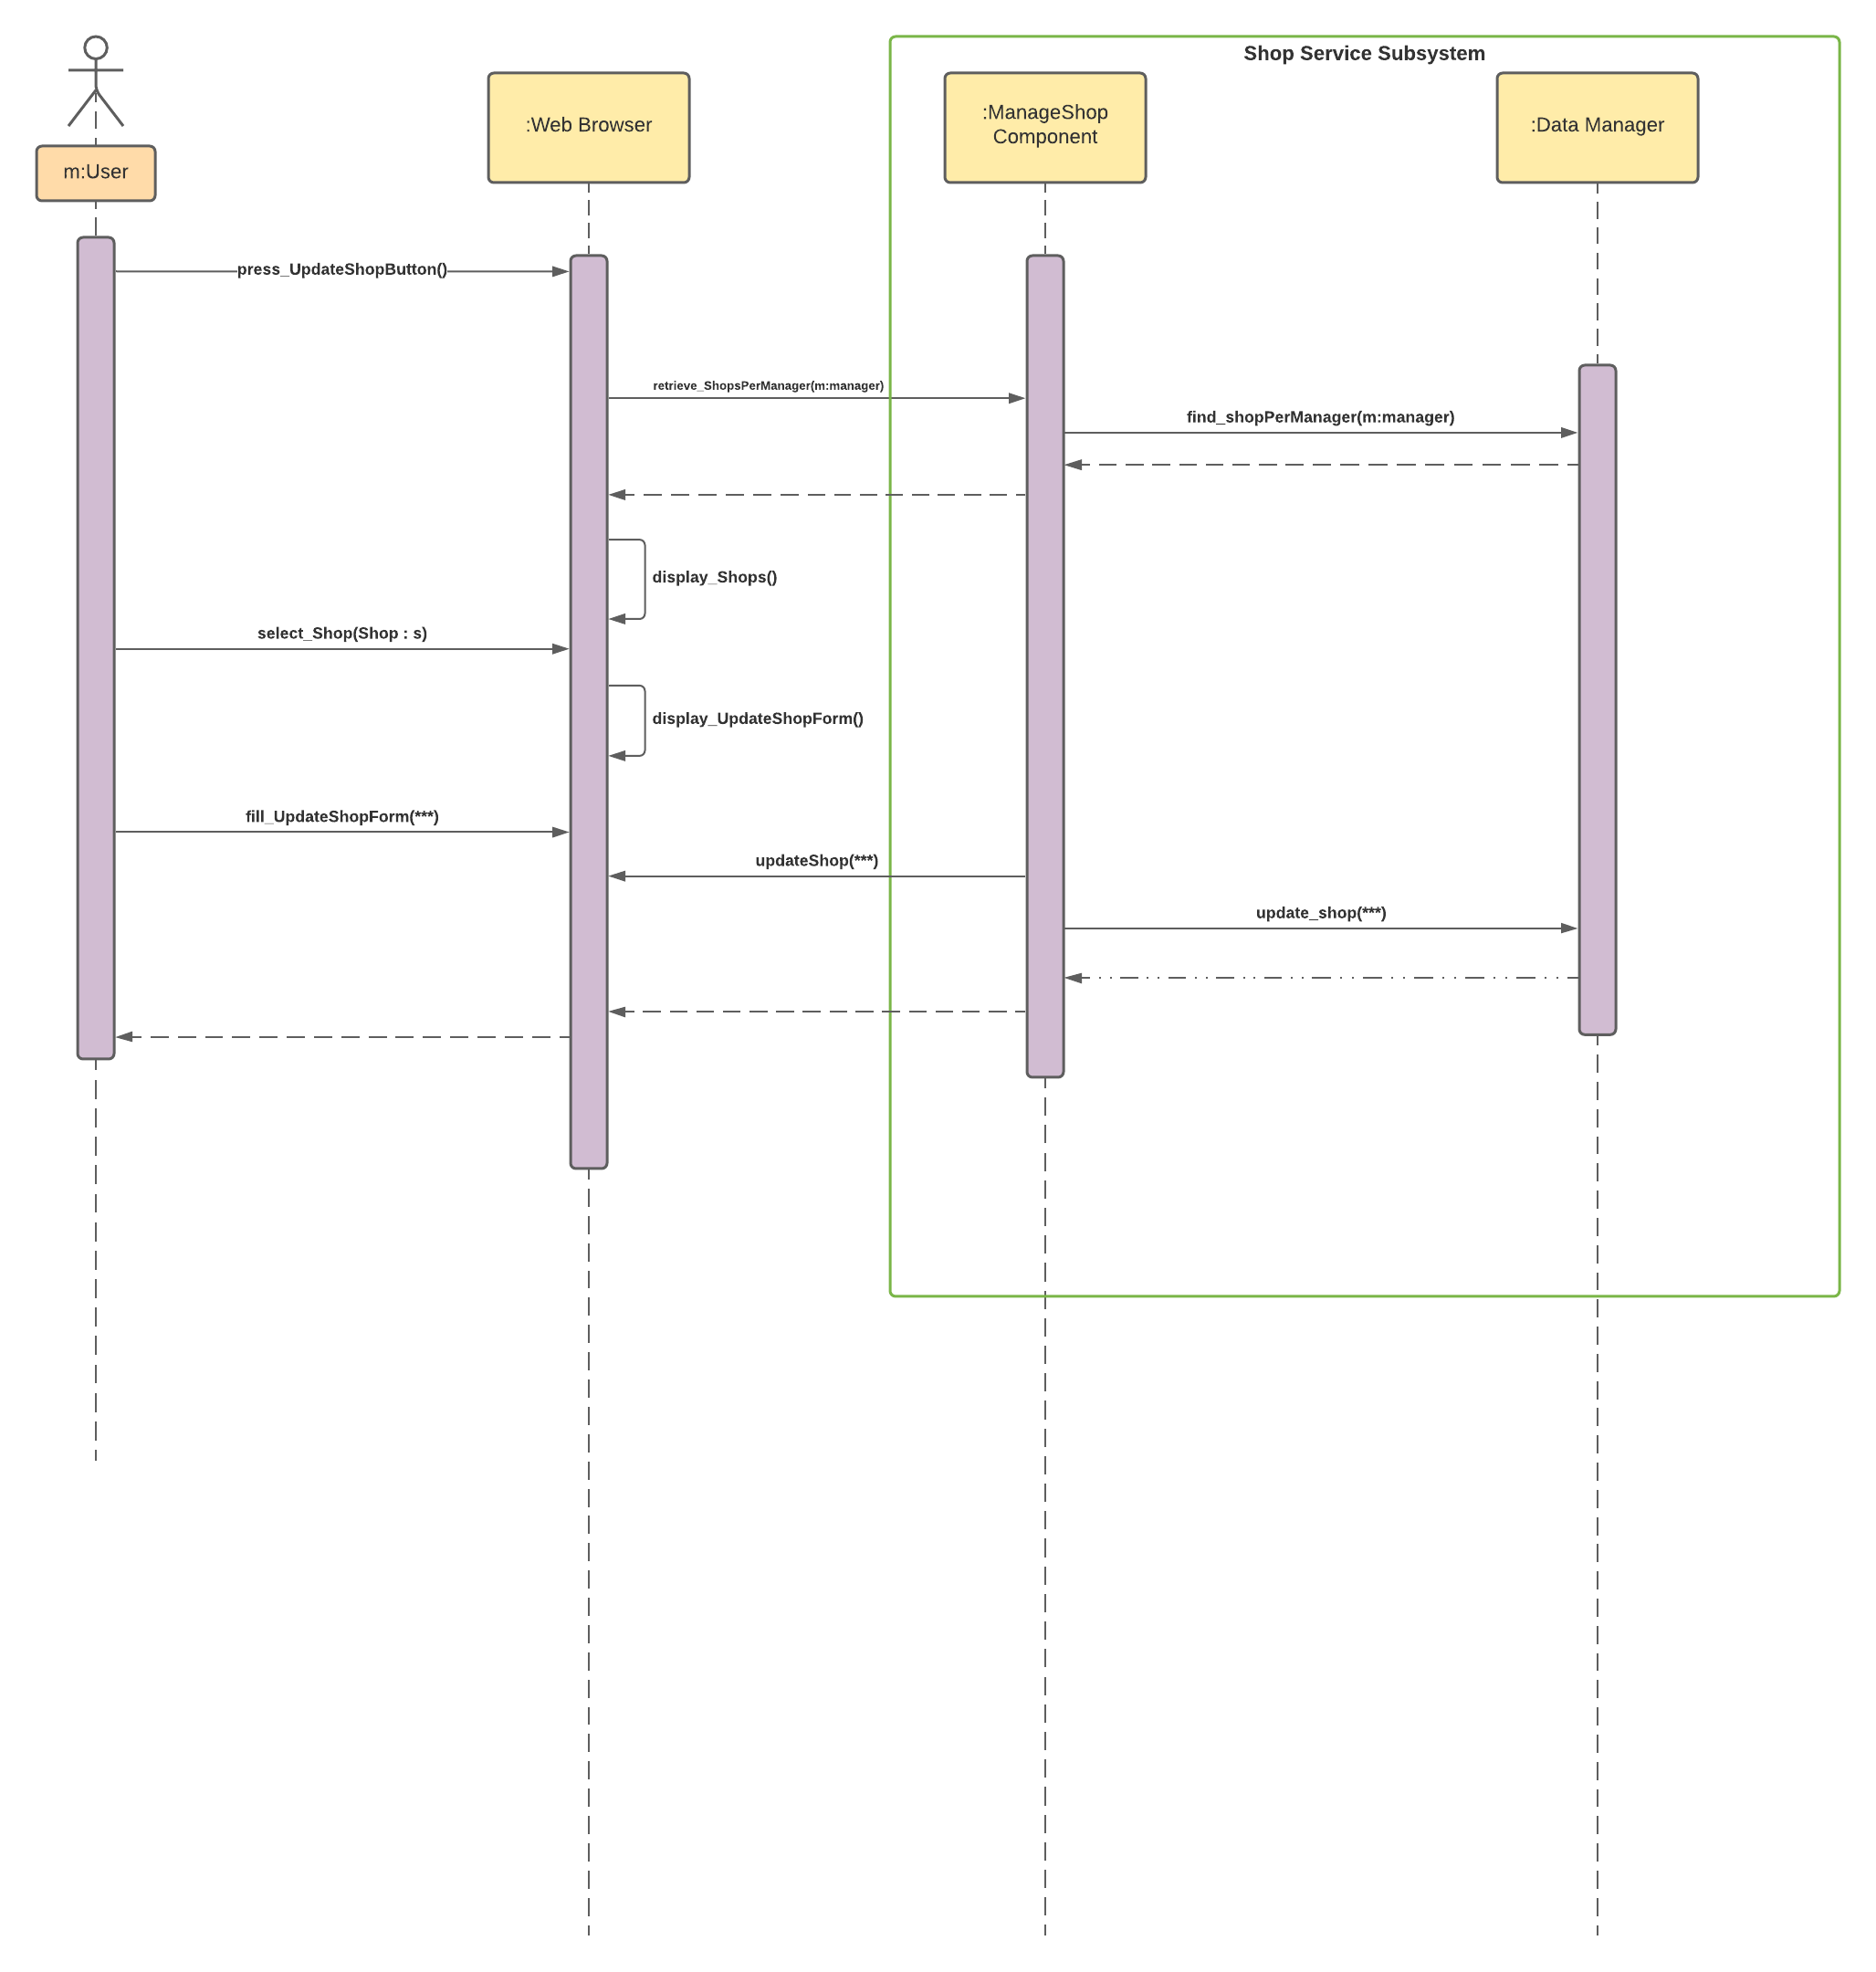 Shop Service Subsystem
m:User
:Web Browser
:ManageShop
Component
:Data Manager
press_UpdateShopButton()
retrieve_ShopsPerManager(m:manager)
find_shopPerManager(m:manager)
display_Shops()
select_Shop(Shop : s)
display_UpdateShopForm()
fill_UpdateShopForm(***)
updateShop(***)
update_shop(***)